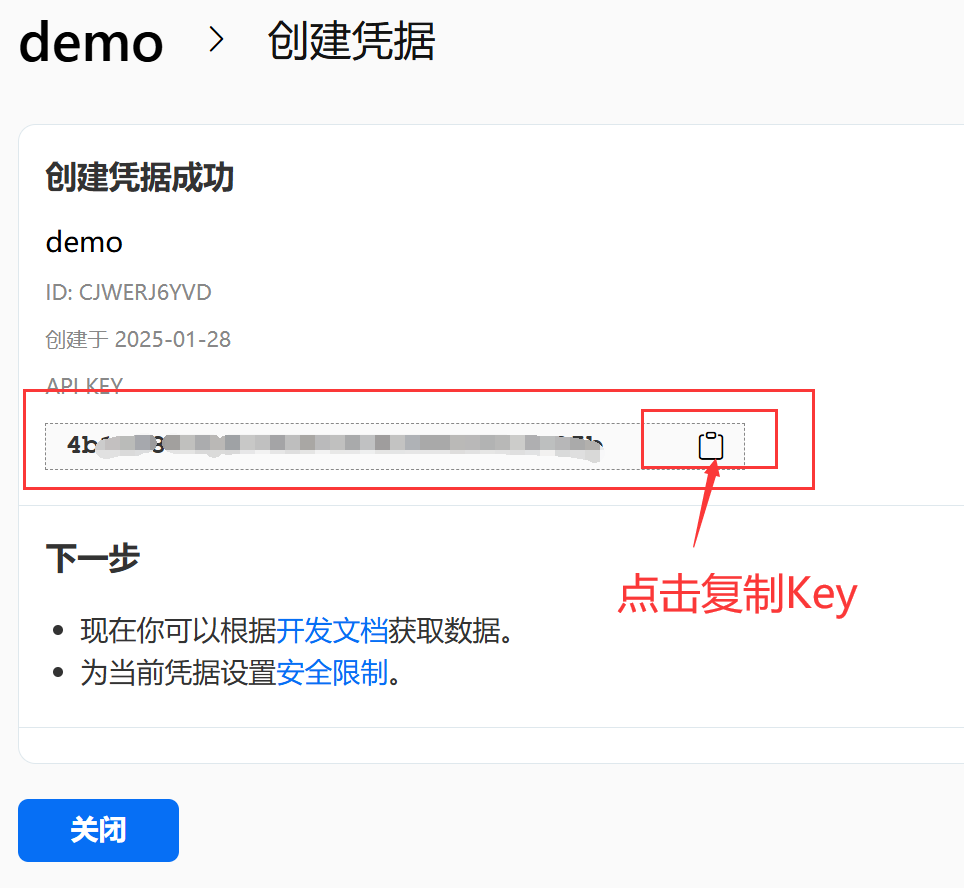 demo > 创建凭据
创建凭据成功
demo
ID: CJWERJ6YVD
创建于 2025-01-28
API KEY
下一步
点击复制Key
现在你可以根据开发文档获取数据。
为当前凭据设置安全限制。
关闭